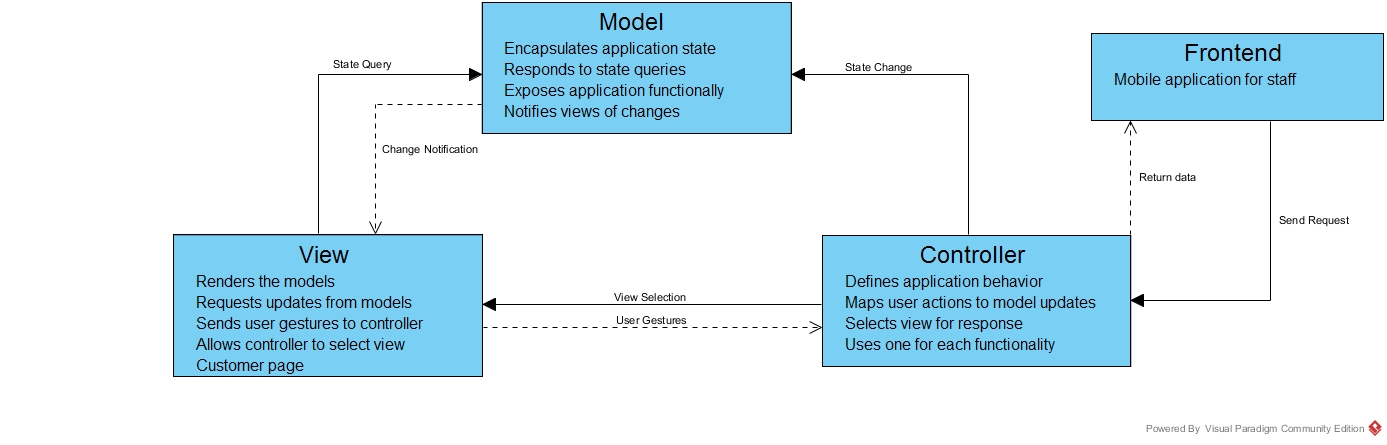 Model
Encapsulates application state
Responds to state queries
Exposes application functionally
Notifies views of changes
Frontend
Mobile application for staff
State Query
State Change
Change Notification
Return data
Send Request
View
Renders the models
Requests updates from models
Sends user gestures to controller
Allows controller to select view
Customer page
View Selection
User Gestures
Controller
Defines application behavior
Maps user actions to model updates
Selects view for response
Uses one for each functionality
Powered By Visual Paradigm Community Edition